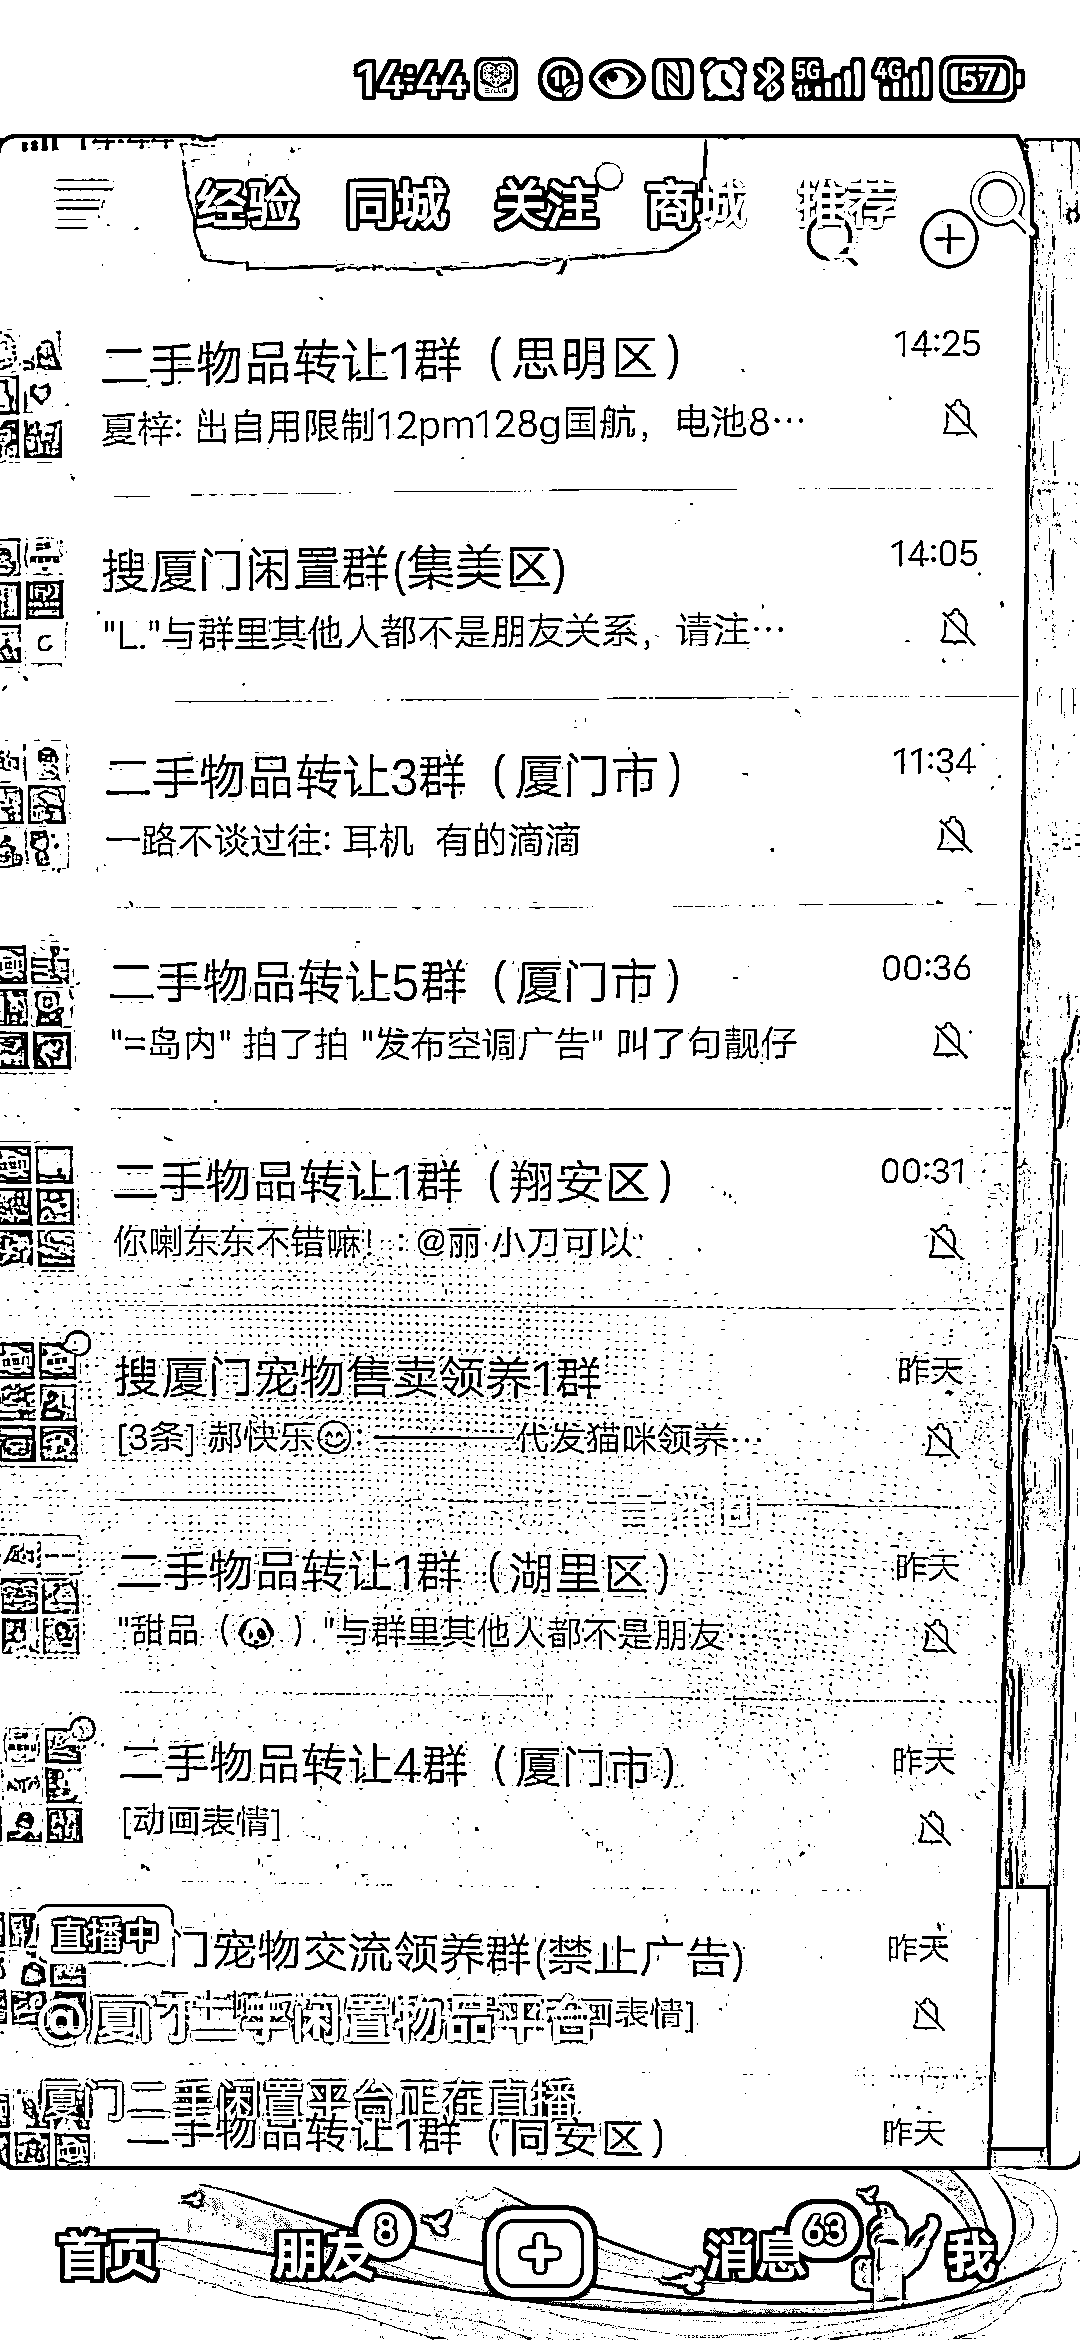 14:44 5G 4G 57
经验 同城 关注 商城 推荐
二手物品转让1群（思明区） 14:25
夏梓: 出自用限制12pm128g国航，电池8…
搜厦门闲置群(集美区) 14:05
"L."与群里其他人都不是朋友关系，请注…
二手物品转让3群（厦门市） 11:34
一路不谈过往: 耳机 有的滴滴
二手物品转让5群（厦门市） 00:36
"=岛内" 拍了拍 "发布空调广告" 叫了句靓仔
二手物品转让1群（翔安区） 00:31
你喇东东不错嘛！: @丽 小刀可以
搜厦门宠物售卖领养1群 昨天
[3条] 郝快乐😊: ————代发猫咪领养…
二手物品转让1群（湖里区） 昨天
"甜品（🐼）"与群里其他人都不是朋友…
二手物品转让4群（厦门市） 昨天
[动画表情]
直播中 门宠物交流领养群(禁止广告) 昨天
@厦门二手闲置物品平台 画表情]
厦门二手闲置平台正在直播
二手物品转让1群（同安区） 昨天
首页 朋友 8 消息 63 我